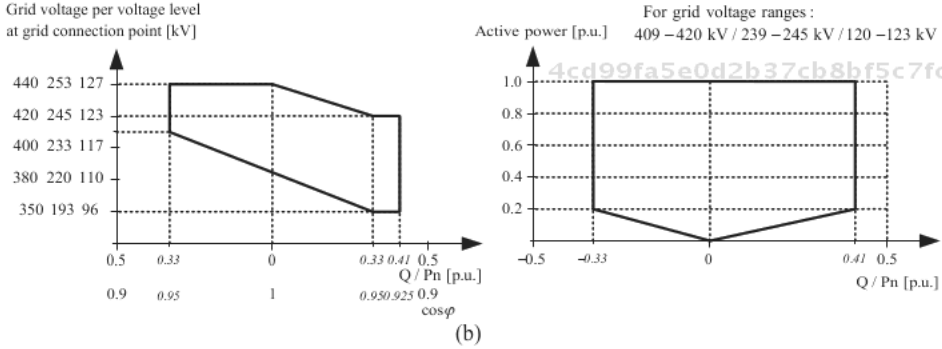 Grid voltage per voltage level
at grid connection point [kV]
440 253 127
420 245 123
400 233 117
380 220 110
350 193 96
0.5 0.33 0 0.33 0.41 0.5
Q / Pn [p.u.]
0.9 0.95 1 0.95 0.925 0.9
cosφ
For grid voltage ranges :
Active power [p.u.] 409 – 420 kV / 239 – 245 kV / 120 – 123 kV
4cd99fa5e0d2b37cb8bf5c7fc
1.0
0.8
0.6
0.4
0.2
−0.5 −0.33 0 0.41 0.5
Q / Pn [p.u.]
(b)